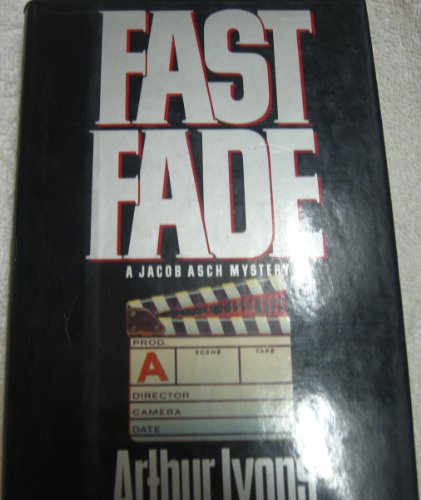 FAST
FADE
A JACOB ASCH MYSTERY
PROD.
A
SCENE TAKE
DIRECTOR
CAMERA
DATE
Arthur Lyons